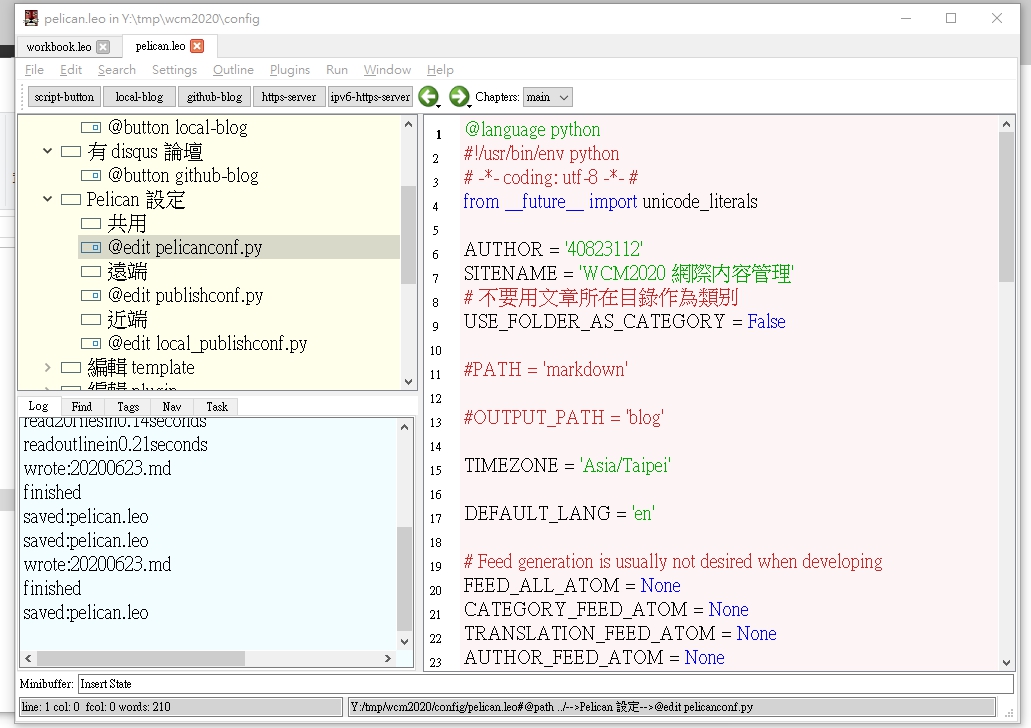 pelican.leo in Y:\tmp\wcm2020\config
workbook.leo
pelican.leo
File Edit Search Settings Outline Plugins Run Window Help
script-button local-blog github-blog https-server ipv6-https-server Chapters: main
@button local-blog
有 disqus 論壇
@button github-blog
Pelican 設定
共用
@edit pelicanconf.py
遠端
@edit publishconf.py
近端
@edit local_publishconf.py
編輯 template
編輯 plugin
Log Find Tags Nav Task
read20filesin0.14seconds
readoutlinein0.21seconds
wrote:20200623.md
finished
saved:pelican.leo
saved:pelican.leo
wrote:20200623.md
finished
saved:pelican.leo
1 @language python
2 #!/usr/bin/env python
3 # -*- coding: utf-8 -*- #
4 from __future__ import unicode_literals
5
6 AUTHOR = '40823112'
7 SITENAME = 'WCM2020 網際內容管理'
8 # 不要用文章所在目錄作為類別
9 USE_FOLDER_AS_CATEGORY = False
10
11 #PATH = 'markdown'
12
13 #OUTPUT_PATH = 'blog'
14
15 TIMEZONE = 'Asia/Taipei'
16
17 DEFAULT_LANG = 'en'
18
19 # Feed generation is usually not desired when developing
20 FEED_ALL_ATOM = None
21 CATEGORY_FEED_ATOM = None
22 TRANSLATION_FEED_ATOM = None
23 AUTHOR_FEED_ATOM = None
Minibuffer: Insert State
line: 1 col: 0 fcol: 0 words: 210
Y:/tmp/wcm2020/config/pelican.leo#@path ../-->Pelican 設定-->@edit pelicanconf.py